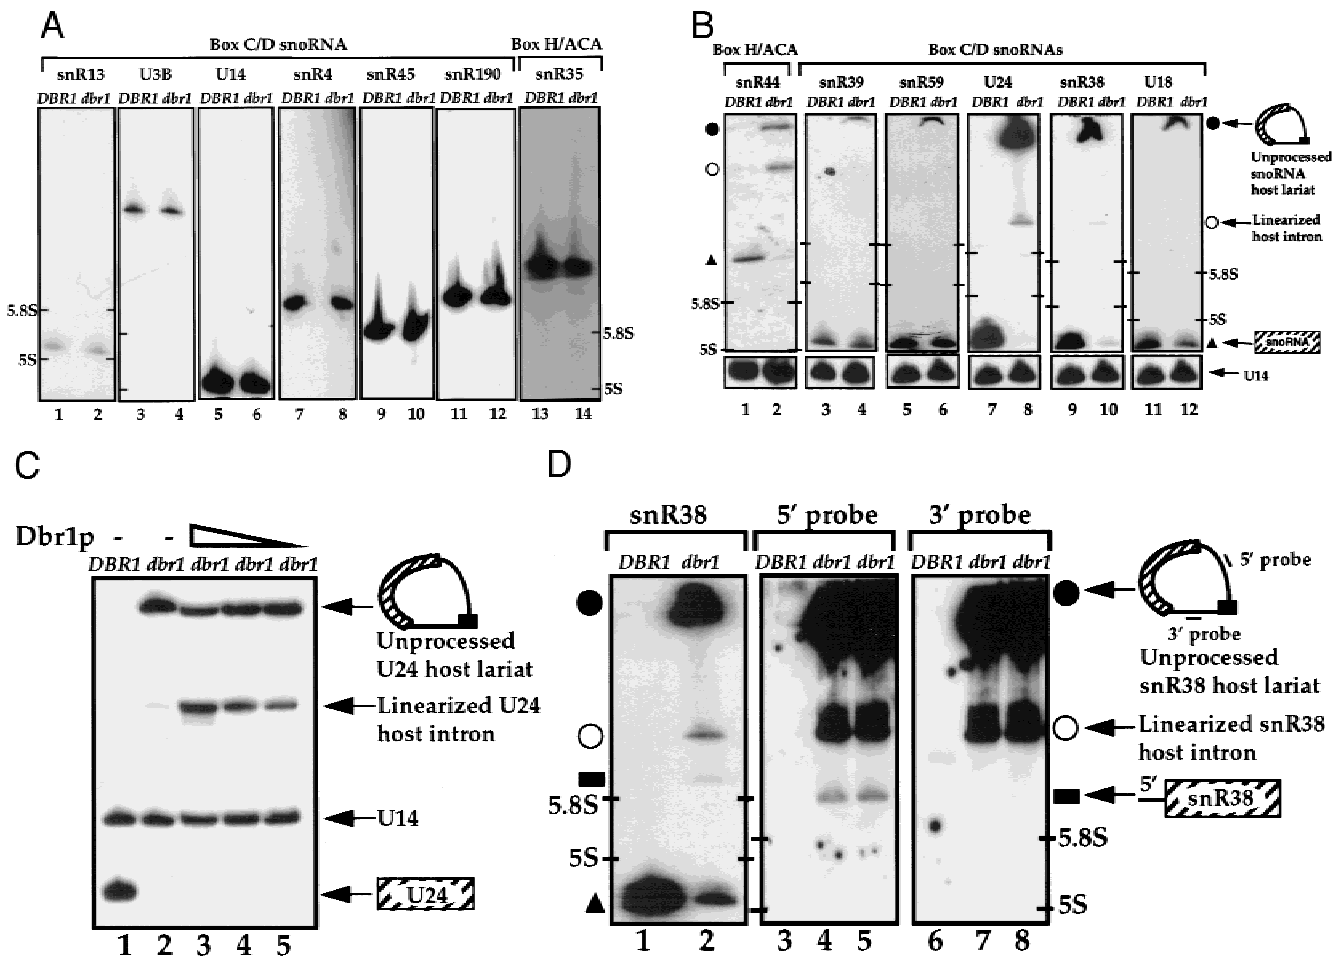 A
Box C/D snoRNA Box H/ACA
snR13 U3B U14 snR4 snR45 snR190 snR35
DBR1 dbr1 DBR1 dbr1 DBR1 dbr1 DBR1 dbr1 DBR1 dbr1 DBR1 dbr1 DBR1 dbr1
5.8S
5S
5.8S
5S
1 2 3 4 5 6 7 8 9 10 11 12 13 14
B
Box H/ACA Box C/D snoRNAs
snR44 snR39 snR59 U24 snR38 U18
DBR1 dbr1 DBR1 dbr1 DBR1 dbr1 DBR1 dbr1 DBR1 dbr1 DBR1 dbr1
Unprocessed
snoRNA
host lariat
Linearized
host intron
5.8S
5.8S
5S
5S
snoRNA
U14
1 2 3 4 5 6 7 8 9 10 11 12
C
Dbr1p - -
DBR1 dbr1 dbr1 dbr1 dbr1
Unprocessed
U24 host lariat
Linearized U24
host intron
U14
U24
1 2 3 4 5
D
snR38 5′ probe 3′ probe
DBR1 dbr1 DBR1 dbr1 dbr1 DBR1 dbr1 dbr1
5′ probe
3′ probe
Unprocessed
snR38 host lariat
Linearized snR38
host intron
5′
snR38
5.8S
5S
5.8S
5S
1 2 3 4 5 6 7 8